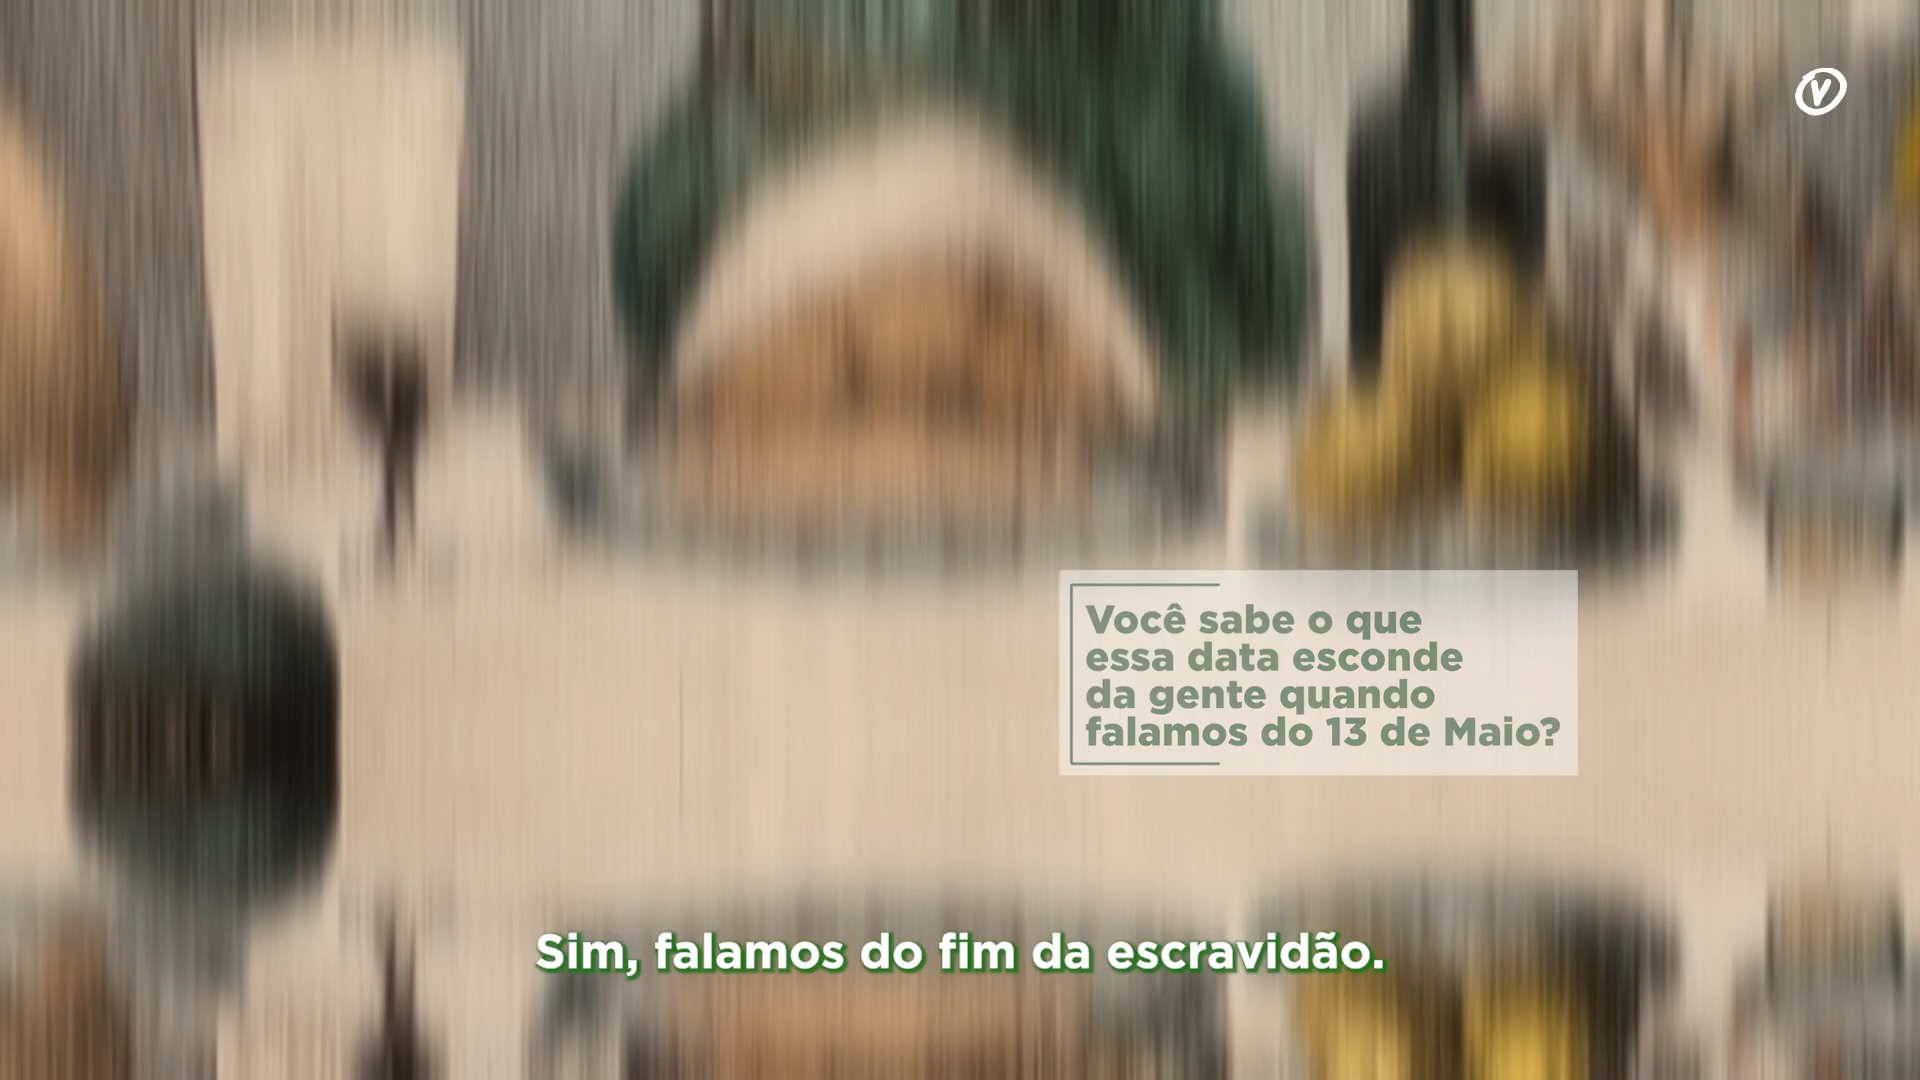 V
Você sabe o que
essa data esconde
da gente quando
falamos do 13 de Maio?
Sim, falamos do fim da escravidão.